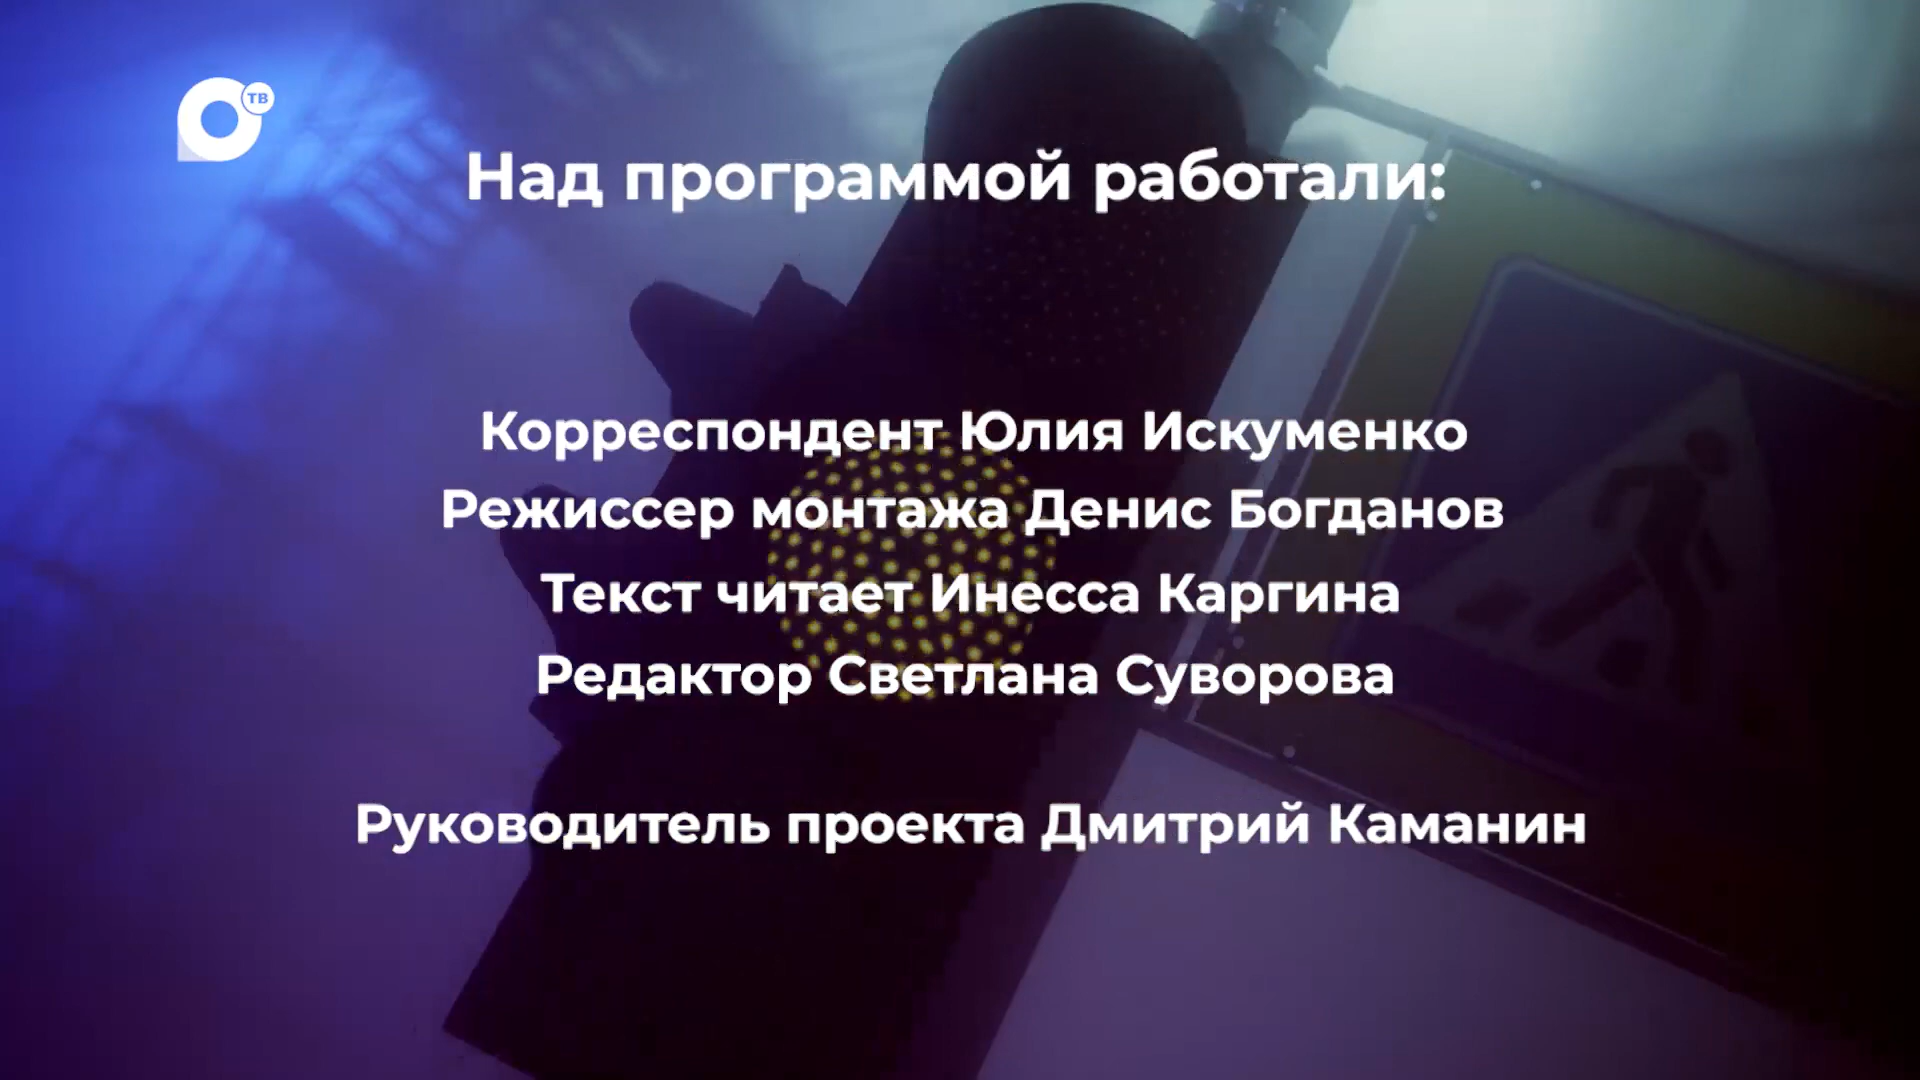 ТВ
Над программой работали:
Корреспондент Юлия Искуменко
Режиссер монтажа Денис Богданов
Текст читает Инесса Каргина
Редактор Светлана Суворова
Руководитель проекта Дмитрий Каманин